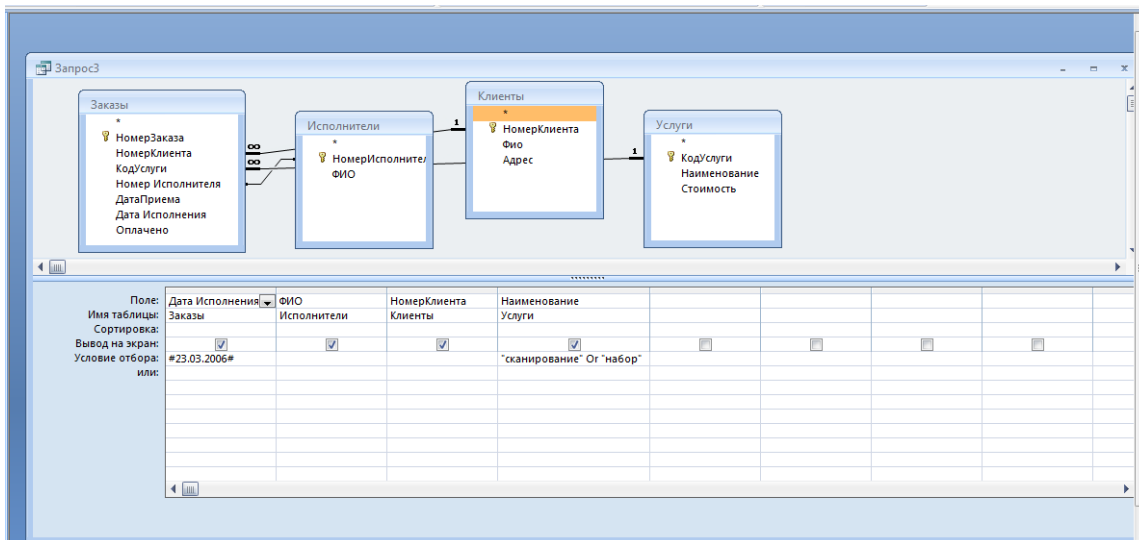 Запрос3
Заказы
*
НомерЗаказа
НомерКлиента
КодУслуги
Номер Исполнителя
ДатаПриема
Дата Исполнения
Оплачено
∞
∞
Исполнители
*
НомерИсполнител
ФИО
1
Клиенты
*
НомерКлиента
Фио
Адрес
1
Услуги
*
КодУслуги
Наименование
Стоимость
Поле: Дата Исполнения ФИО НомерКлиента Наименование
Имя таблицы: Заказы Исполнители Клиенты Услуги
Сортировка:
Вывод на экран:
Условие отбора: #23.03.2006# "сканирование" Or "набор"
или: